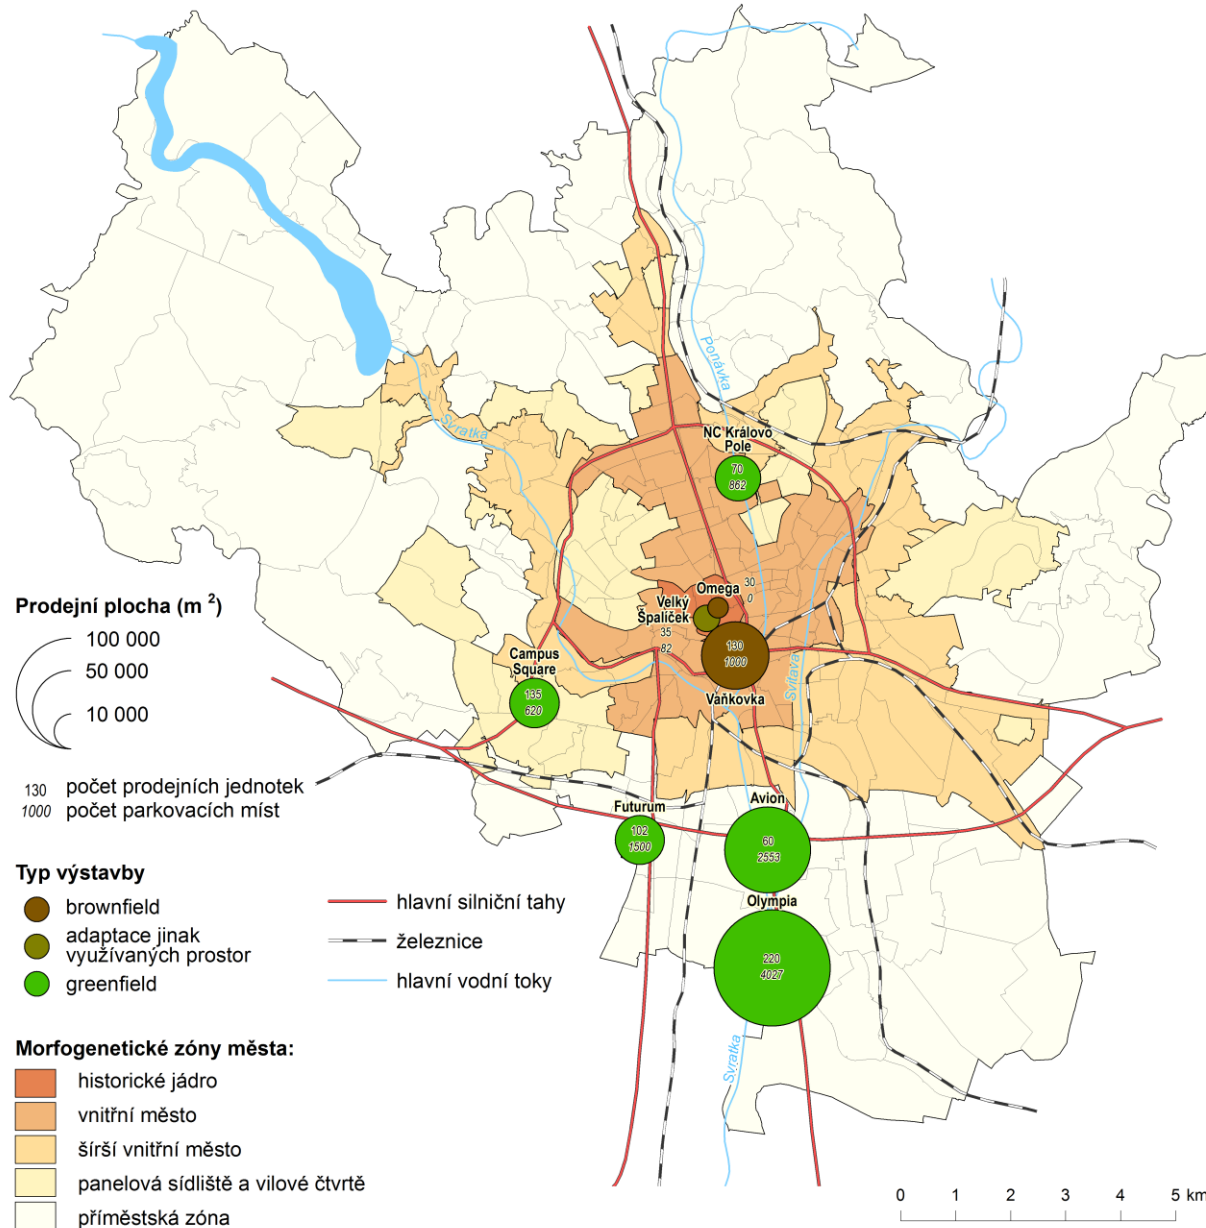 Ponávka
Svratka
NC Královo
Pole
70
862
Omega
30
0
Velký
Špalíček
35
82
130
1000
Vaňkovka
Svitava
Campus
Square
135
620
Futurum
102
1500
Avion
60
2553
Olympia
220
4027
Svratka
Prodejní plocha (m 2)
100 000
50 000
10 000
130 počet prodejních jednotek
1000 počet parkovacích míst
Typ výstavby
brownfield
adaptace jinak
využívaných prostor
greenfield
hlavní silniční tahy
železnice
hlavní vodní toky
Morfogenetické zóny města:
historické jádro
vnitřní město
šírší vnitřní město
panelová sídliště a vilové čtvrtě
příměstská zóna
0 1 2 3 4 5 km